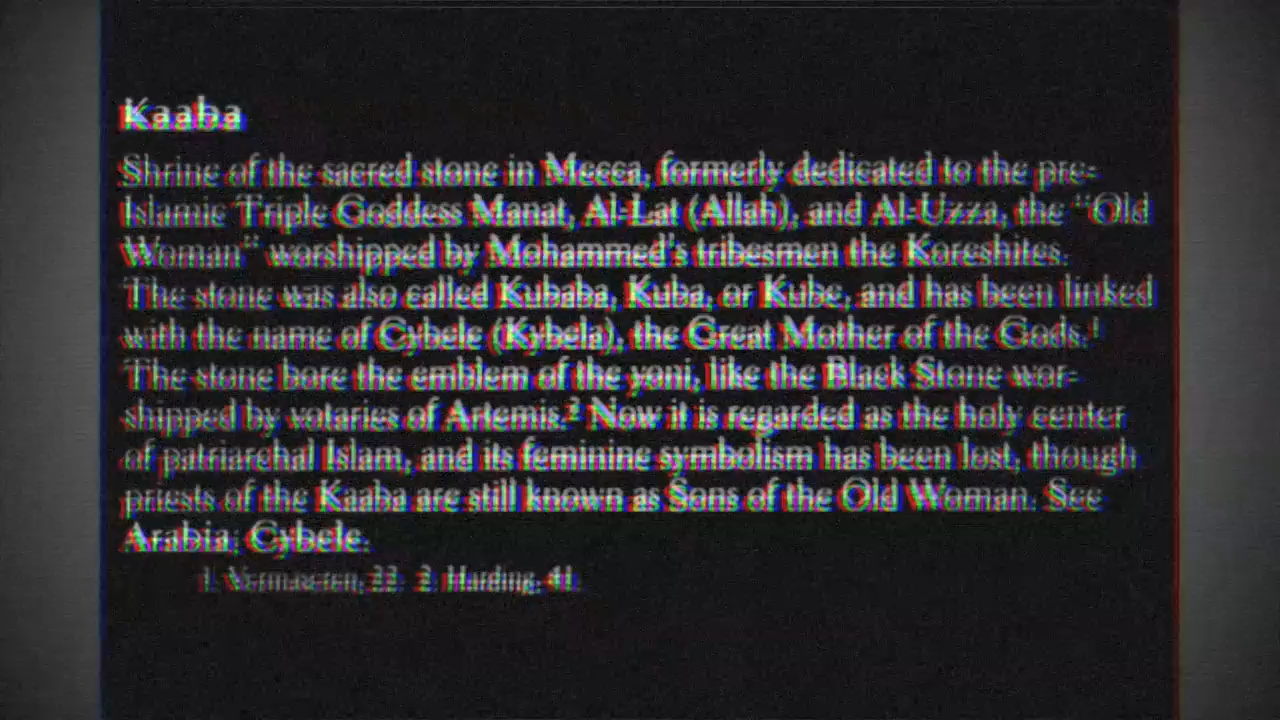 Kaaba
Shrine of the sacred stone in Mecca, formerly dedicated to the pre-
Islamic Triple Goddess Manat, Al-Lat (Allah), and Al-Uzza, the “Old
Woman” worshipped by Mohammed's tribesmen the Koreshites.
The stone was also called Kubaba, Kuba, or Kube, and has been linked
with the name of Cybele (Kybela), the Great Mother of the Gods.¹
The stone bore the emblem of the yoni, like the Black Stone wor-
shipped by votaries of Artemis.² Now it is regarded as the holy center
of patriarchal Islam, and its feminine symbolism has been lost, though
priests of the Kaaba are still known as Sons of the Old Woman. See
Arabia; Cybele.
1. Vermaseren, 22. 2. Harding, 41.